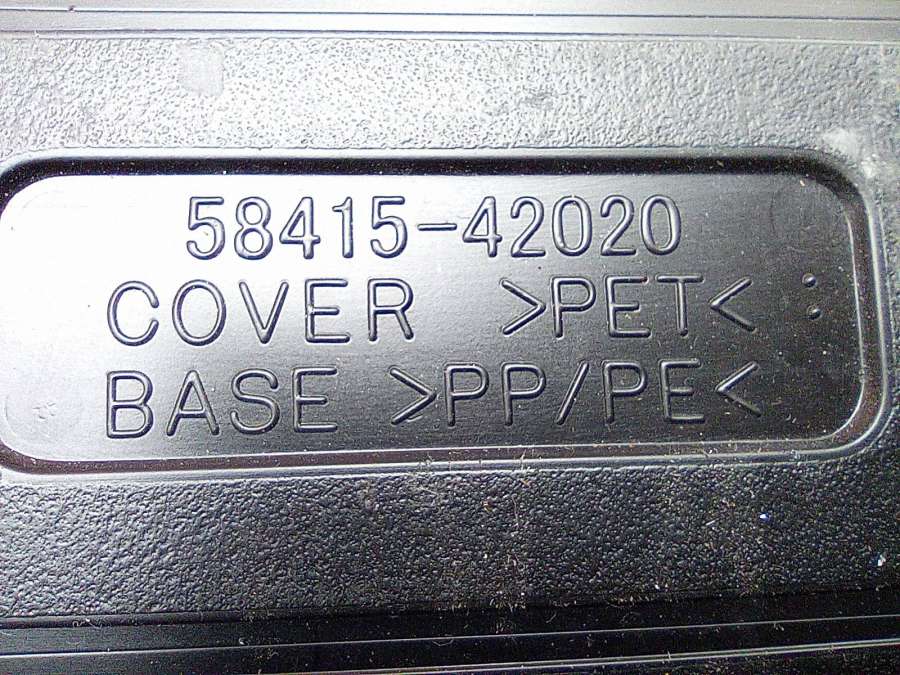 58415-42020
COVER >PET< :
BASE >PP/PE<